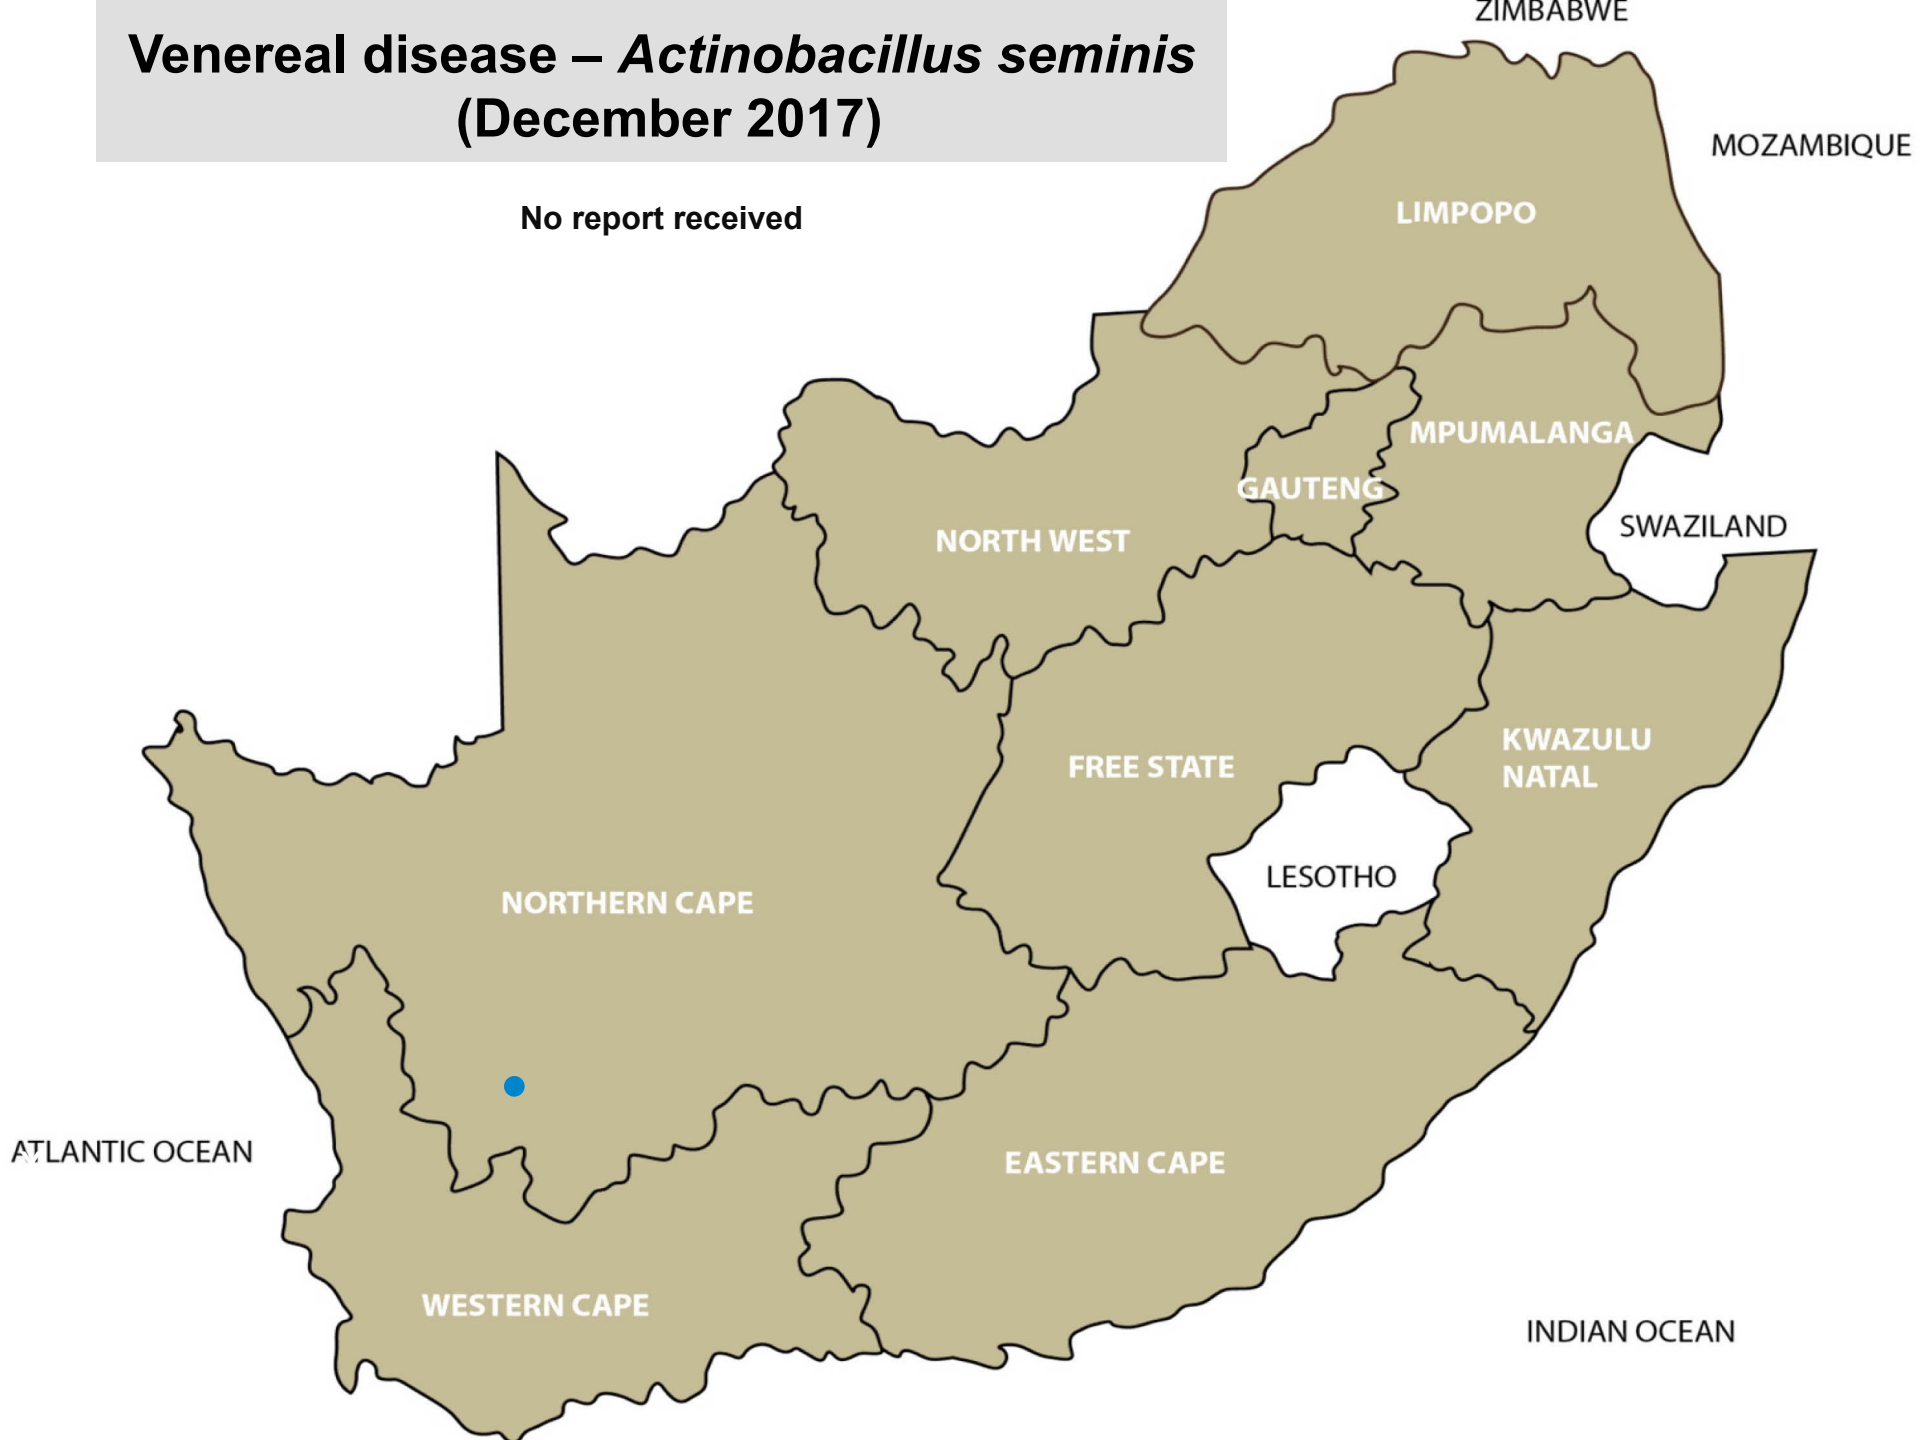 ZIMBABWE
Venereal disease – Actinobacillus seminis
(December 2017)
MOZAMBIQUE
LIMPOPO
No report received
MPUMALANGA
GAUTENG
SWAZILAND
NORTH WEST
KWAZULU
NATAL
FREE STATE
LESOTHO
NORTHERN CAPE
ATLANTIC OCEAN
EASTERN CAPE
WESTERN CAPE
INDIAN OCEAN